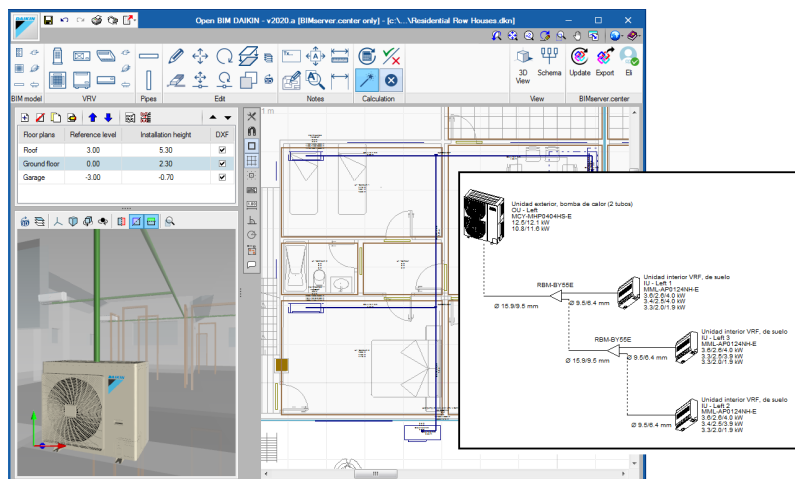 DAIKIN
Open BIM DAIKIN - v2020.a [BIMserver.center only] - [c:\...\Residential Row Houses.dkn]
3D View
Schema
Update
Export
Eli
BIM model
VRV
Pipes
Edit
Notes
Calculation
View
BIMserver.center
Floor plans Reference level Installation height DXF
Roof 3.00 5.30
Ground floor 0.00 2.30
Garage -3.00 -0.70
1 m
Unidad exterior, bomba de calor (2 tubos)
OU - Left
MCY-MHP0404HS-E
12.5/12.1 kW
10.8/11.6 kW
RBM-BY55E
Ø 15.9/9.5 mm
Ø 9.5/6.4 mm
Unidad interior VRF, de suelo
IU - Left 1
MML-AP0124NH-E
3.6/2.6/4.0 kW
3.4/2.5/4.0 kW
3.3/2.0/1.9 kW
RBM-BY55E
Ø 15.9/9.5 mm
Ø 9.5/6.4 mm
Unidad interior VRF, de suelo
IU - Left 3
MML-AP0124NH-E
3.6/2.6/4.0 kW
3.3/2.5/3.9 kW
3.3/2.0/1.9 kW
Ø 9.5/6.4 mm
Unidad interior VRF, de suelo
IU - Left 2
MML-AP0124NH-E
3.6/2.6/4.0 kW
3.4/2.5/3.9 kW
3.3/2.0/1.9 kW
DAIKIN